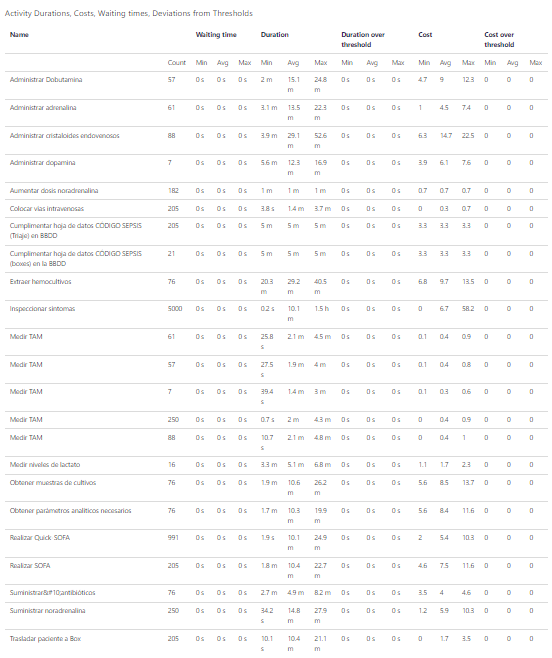 Activity Durations, Costs, Waiting times, Deviations from Thresholds
Name Waiting time Duration Duration over threshold Cost Cost over threshold
Count Min Avg Max Min Avg Max Min Avg Max Min Avg Max Min Avg Max
Administrar Dobutamina 57 0 s 0 s 0 s 2 m 15.1 m 24.8 m 0 s 0 s 0 s 4.7 9 12.3 0 0 0
Administrar adrenalina 61 0 s 0 s 0 s 3.1 m 13.5 m 22.3 m 0 s 0 s 0 s 1 4.5 7.4 0 0 0
Administrar cristaloides endovenosos 88 0 s 0 s 0 s 3.9 m 29.1 m 52.6 m 0 s 0 s 0 s 6.3 14.7 22.5 0 0 0
Administrar dopamina 7 0 s 0 s 0 s 5.6 m 12.3 m 16.9 m 0 s 0 s 0 s 3.9 6.1 7.6 0 0 0
Aumentar dosis noradrenalina 182 0 s 0 s 0 s 1 m 1 m 1 m 0 s 0 s 0 s 0.7 0.7 0.7 0 0 0
Colocar vías intravenosas 205 0 s 0 s 0 s 3.8 s 1.4 m 3.7 m 0 s 0 s 0 s 0 0.3 0.7 0 0 0
Cumplimentar hoja de datos CODIGO SEPSIS (Triaje) en BBDD 205 0 s 0 s 0 s 5 m 5 m 5 m 0 s 0 s 0 s 3.3 3.3 3.3 0 0 0
Cumplimentar hoja de datos CODIGO SEPSIS (boxes) en la BBDD 21 0 s 0 s 0 s 5 m 5 m 5 m 0 s 0 s 0 s 3.3 3.3 3.3 0 0 0
Extraer hemocultivos 76 0 s 0 s 0 s 20.3 m 29.2 m 40.5 m 0 s 0 s 0 s 6.8 9.7 13.5 0 0 0
Inspeccionar sintomas 5000 0 s 0 s 0 s 0.2 s 10.1 m 1.5 h 0 s 0 s 0 s 0 6.7 58.2 0 0 0
Medir TAM 61 0 s 0 s 0 s 25.8 s 2.1 m 4.5 m 0 s 0 s 0 s 0.1 0.4 0.9 0 0 0
Medir TAM 57 0 s 0 s 0 s 27.5 s 1.9 m 4 m 0 s 0 s 0 s 0.1 0.4 0.8 0 0 0
Medir TAM 7 0 s 0 s 0 s 39.4 s 1.4 m 3 m 0 s 0 s 0 s 0.1 0.3 0.6 0 0 0
Medir TAM 250 0 s 0 s 0 s 0.7 s 2 m 4.3 m 0 s 0 s 0 s 0 0.4 0.9 0 0 0
Medir TAM 88 0 s 0 s 0 s 10.7 s 2.1 m 4.8 m 0 s 0 s 0 s 0 0.4 1 0 0 0
Medir niveles de lactato 16 0 s 0 s 0 s 3.3 m 5.1 m 6.8 m 0 s 0 s 0 s 1.1 1.7 2.3 0 0 0
Obtener muestras de cultivos 76 0 s 0 s 0 s 1.9 m 10.6 m 26.2 m 0 s 0 s 0 s 5.6 8.5 13.7 0 0 0
Obtener parámetros analíticos necesarios 76 0 s 0 s 0 s 1.7 m 10.3 m 19.9 m 0 s 0 s 0 s 5.6 8.4 11.6 0 0 0
Realizar Quick SOFA 991 0 s 0 s 0 s 1.9 s 10.1 m 24.9 m 0 s 0 s 0 s 2 5.4 10.3 0 0 0
Realizar SOFA 205 0 s 0 s 0 s 1.8 m 10.4 m 22.7 m 0 s 0 s 0 s 4.6 7.5 11.6 0 0 0
Suministrar&#10;antibióticos 76 0 s 0 s 0 s 2.7 m 4.9 m 8.2 m 0 s 0 s 0 s 3.5 4 4.6 0 0 0
Suministrar noradrenalina 250 0 s 0 s 0 s 34.2 s 14.8 m 27.9 m 0 s 0 s 0 s 1.2 5.9 10.3 0 0 0
Trasladar paciente a Box 205 0 s 0 s 0 s 10.1 s 10.4 m 21.1 m 0 s 0 s 0 s 0 1.7 3.5 0 0 0